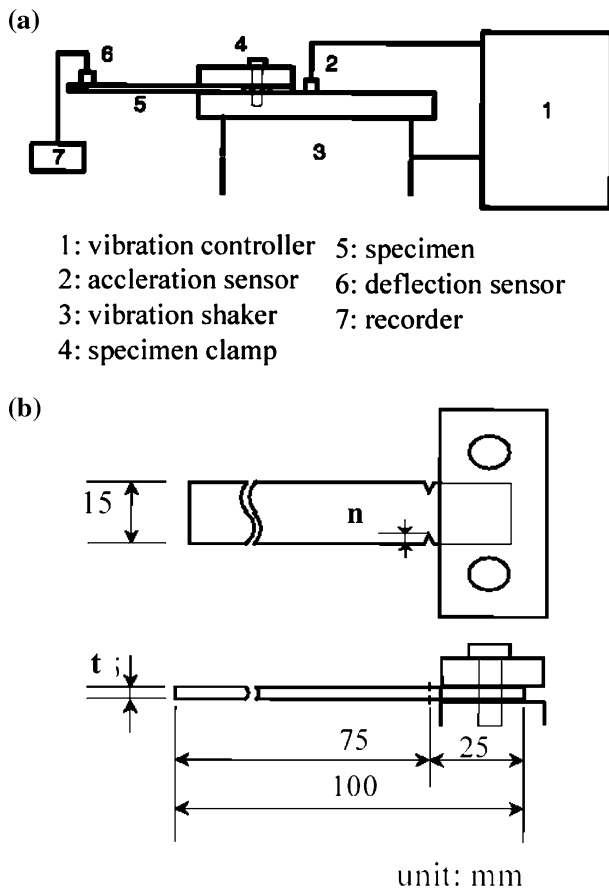 (a)
4
6
2
5
1
3
7
1: vibration controller 5: specimen
2: accleration sensor 6: deflection sensor
3: vibration shaker 7: recorder
4: specimen clamp
(b)
15
n
t ;
75 25
100
unit: mm